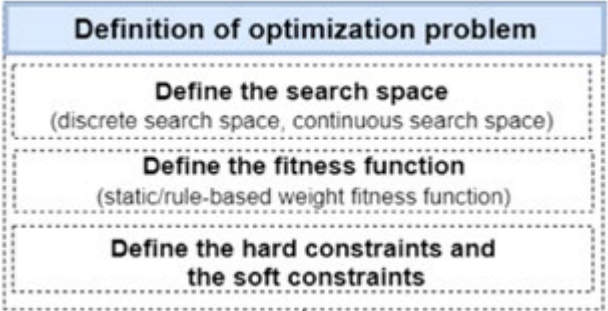 Definition of optimization problem
Define the search space
(discrete search space, continuous search space)
Define the fitness function
(static/rule-based weight fitness function)
Define the hard constraints and
the soft constraints